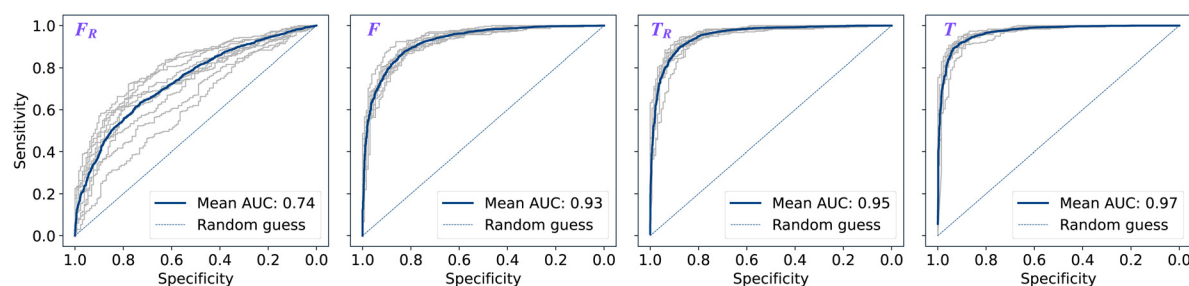 F_R
F
T_R
T
Sensitivity
1.0
0.8
0.6
0.4
0.2
0.0
Mean AUC: 0.74
Random guess
Mean AUC: 0.93
Random guess
Mean AUC: 0.95
Random guess
Mean AUC: 0.97
Random guess
1.0 0.8 0.6 0.4 0.2 0.0
1.0 0.8 0.6 0.4 0.2 0.0
1.0 0.8 0.6 0.4 0.2 0.0
1.0 0.8 0.6 0.4 0.2 0.0
Specificity
Specificity
Specificity
Specificity